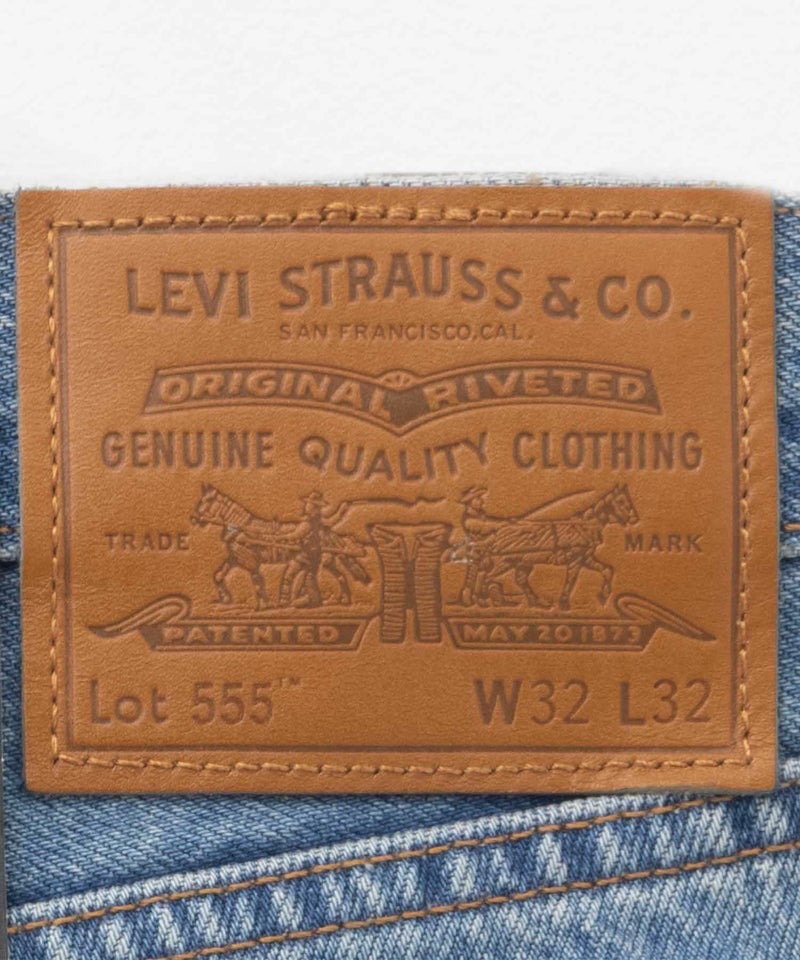 LEVI STRAUSS & CO.
SAN FRANCISCO, CAL.
ORIGINAL RIVETED
GENUINE QUALITY CLOTHING
TRADE MARK
PATENTED MAY 20 1873
Lot 555™ W32 L32